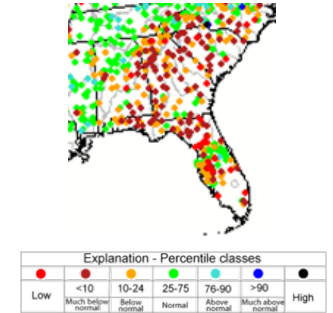 Explanation - Percentile classes
Low <10 10-24 25-75 76-90 >90 High
Much below normal Below normal Normal Above normal Much above normal